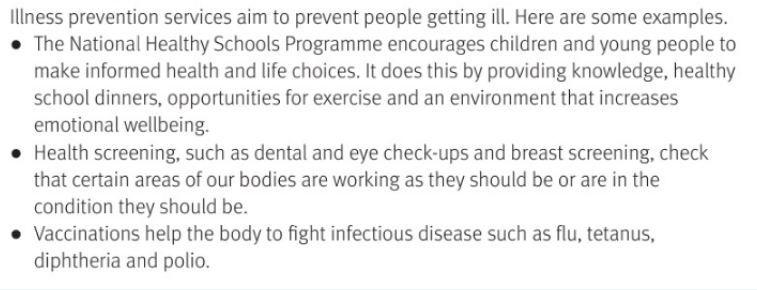 Illness prevention services aim to prevent people getting ill. Here are some examples.
● The National Healthy Schools Programme encourages children and young people to
make informed health and life choices. It does this by providing knowledge, healthy
school dinners, opportunities for exercise and an environment that increases
emotional wellbeing.
● Health screening, such as dental and eye check-ups and breast screening, check
that certain areas of our bodies are working as they should be or are in the
condition they should be.
● Vaccinations help the body to fight infectious disease such as flu, tetanus,
diphtheria and polio.